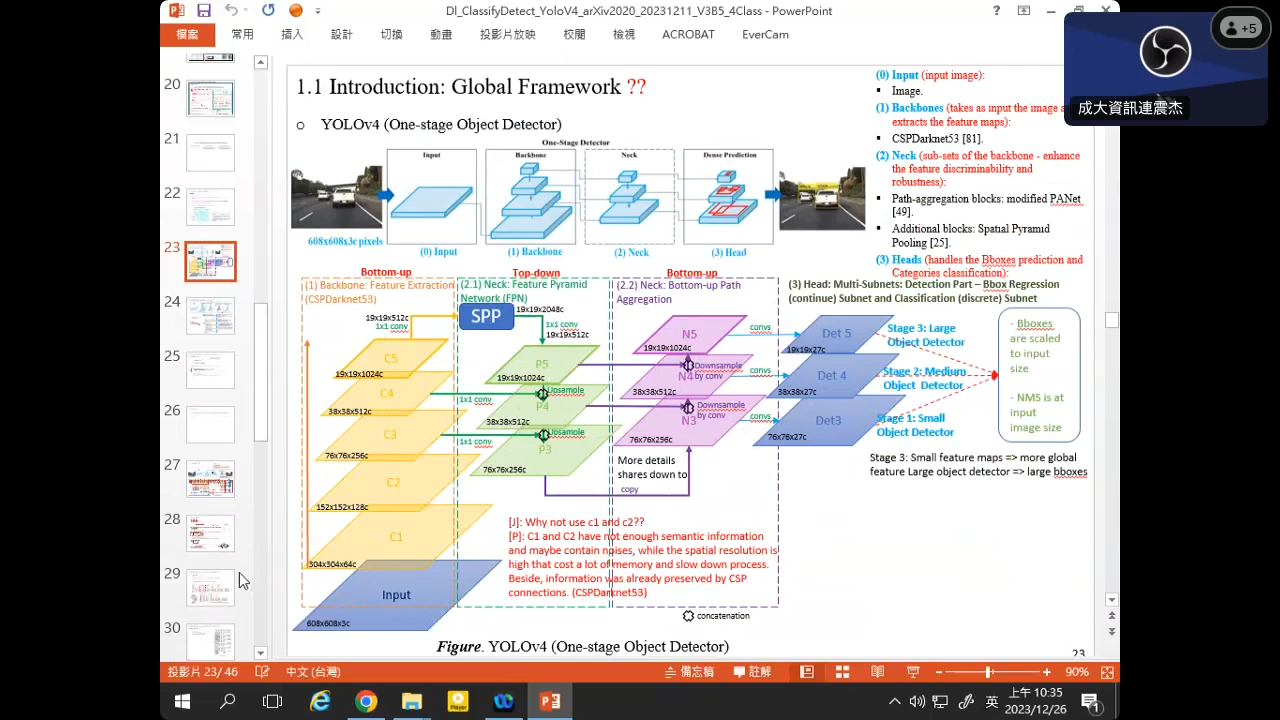 DI_ClassifyDetect_YoloV4_arXiv2020_20231211_V3B5_4Class - PowerPoint
檔案 常用 插入 設計 切換 動畫 投影片放映 校閱 檢視 ACROBAT EverCam
+5
成大資訊連震杰
20
21
22
23
24
25
26
27
28
29
30
1.1 Introduction: Global Framework ??
YOLOv4 (One-stage Object Detector)
One-Stage Detector
Input
Backbone
Neck
Dense Prediction
608x608x3c pixels
(0) Input
(1) Backbone
(2) Neck
(3) Head
(0) Input (input image):
Image.
(1) Backbones (takes as input the image a
extracts the feature maps):
CSPDarknet53 [81].
(2) Neck (sub-sets of the backbone - enhance
the feature discriminability and
robustness):
Path-aggregation blocks: modified PANet
[49].
Additional blocks: Spatial Pyramid
Pooling [25].
(3) Heads (handles the Bboxes prediction and
Categories classification):
Bottom-up
Top-down
Bottom-up
(1) Backbone: Feature Extraction
(CSPDarknet53)
(2.1) Neck: Feature Pyramid
Network (FPN)
(2.2) Neck: Bottom-up Path
Aggregation
(3) Head: Multi-Subnets: Detection Part – Bbox Regression
(continue) Subnet and Classification (discrete) Subnet
19x19x512c
1x1 conv
SPP
19x19x2048c
1x1 conv
19x19x512c
C5
19x19x1024c
C4
38x38x512c
C3
76x76x256c
C2
152x152x128c
C1
304x304x64c
Input
608x608x3c
1x1 conv
1x1 conv
P5
19x19x1024c
Upsample
P4
38x38x512c
Upsample
P3
76x76x256c
N5
19x19x1024c
Downsample
by conv
N4
38x38x512c
Downsample
by conv
N3
76x76x256c
More details
shares down to
copy
convs
convs
convs
Det 5
19x19x27c
Det 4
38x38x27c
Det3
76x76x27c
Stage 3: Large
Object Detector
Stage 2: Medium
Object Detector
Stage 1: Small
Object Detector
- Bboxes
are scaled
to input
size
- NMS is at
input
image size
Stage 3: Small feature maps => more global
feature Large object detector => large bboxes
[J]: Why not use c1 and c2??
[P]: C1 and C2 have not enough semantic information
and maybe contain noises, while the spatial resolution is
high that cost a lot of memory and slow down process.
Beside, information was already preserved by CSP
connections. (CSPDarknet53)
concatenation
Figure. YOLOv4 (One-stage Object Detector)
23
投影片 23/46 中文 (台灣) 備忘稿 註解 90%
英 上午 10:35
2023/12/26
1